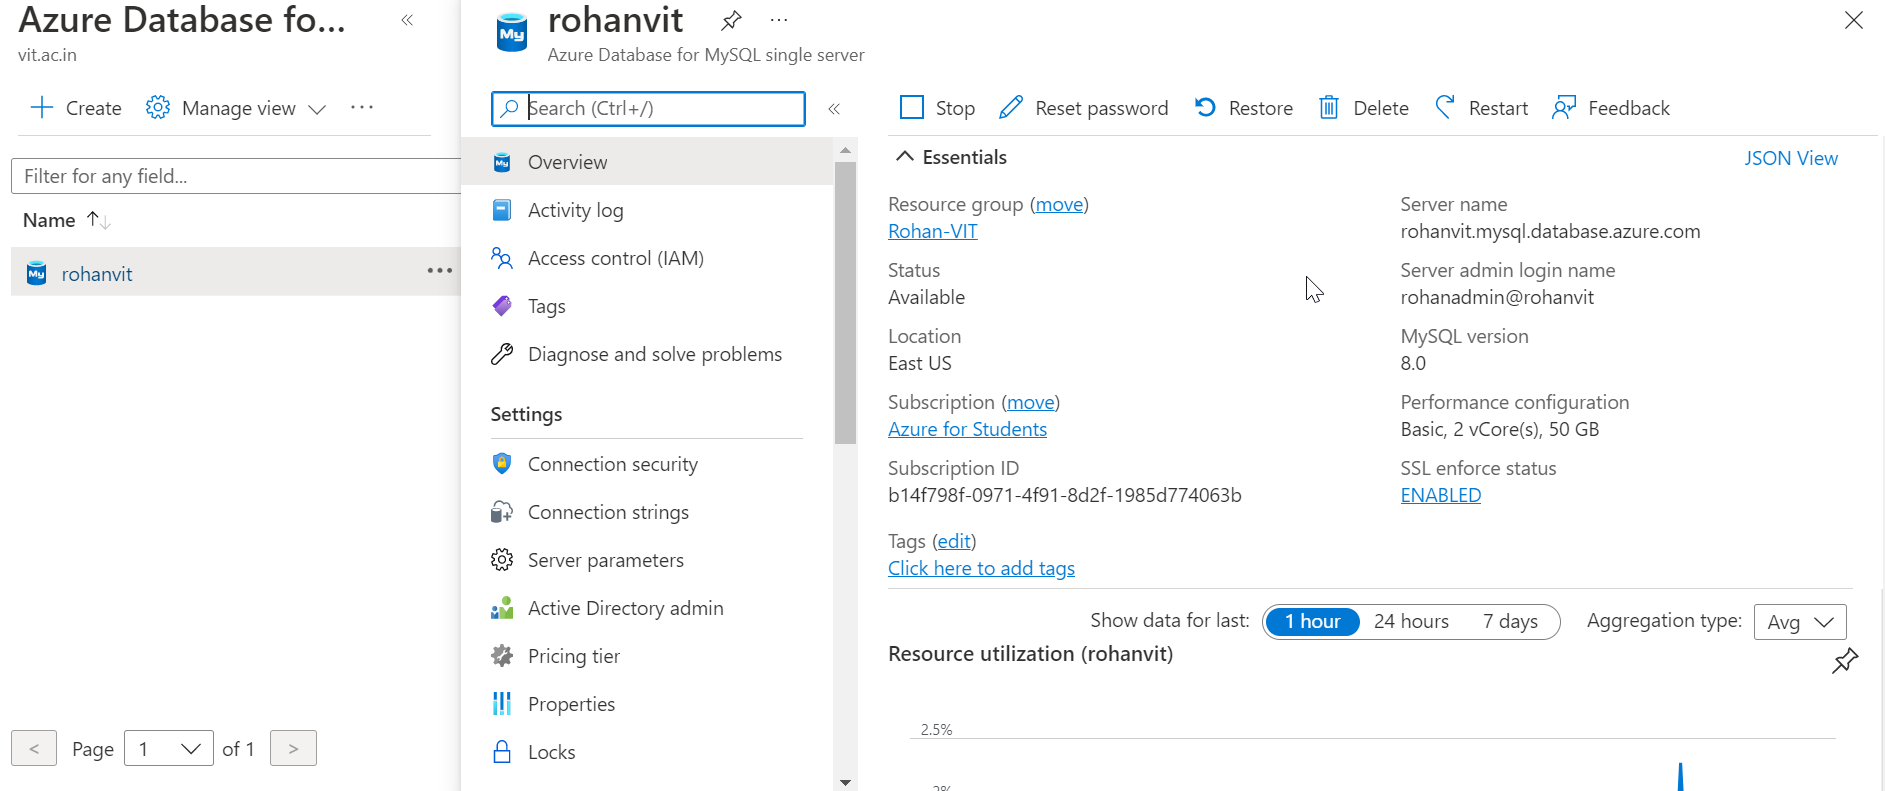 Azure Database fo...
vit.ac.in
Create
Manage view
Filter for any field...
Name
rohanvit
Page
1
of 1
rohanvit
Azure Database for MySQL single server
Search (Ctrl+/)
Overview
Activity log
Access control (IAM)
Tags
Diagnose and solve problems
Settings
Connection security
Connection strings
Server parameters
Active Directory admin
Pricing tier
Properties
Locks
Stop
Reset password
Restore
Delete
Restart
Feedback
Essentials
JSON View
Resource group (move)
Rohan-VIT
Status
Available
Location
East US
Subscription (move)
Azure for Students
Subscription ID
b14f798f-0971-4f91-8d2f-1985d774063b
Tags (edit)
Click here to add tags
Server name
rohanvit.mysql.database.azure.com
Server admin login name
rohanadmin@rohanvit
MySQL version
8.0
Performance configuration
Basic, 2 vCore(s), 50 GB
SSL enforce status
ENABLED
Show data for last:
1 hour
24 hours
7 days
Aggregation type:
Avg
Resource utilization (rohanvit)
2.5%
2%